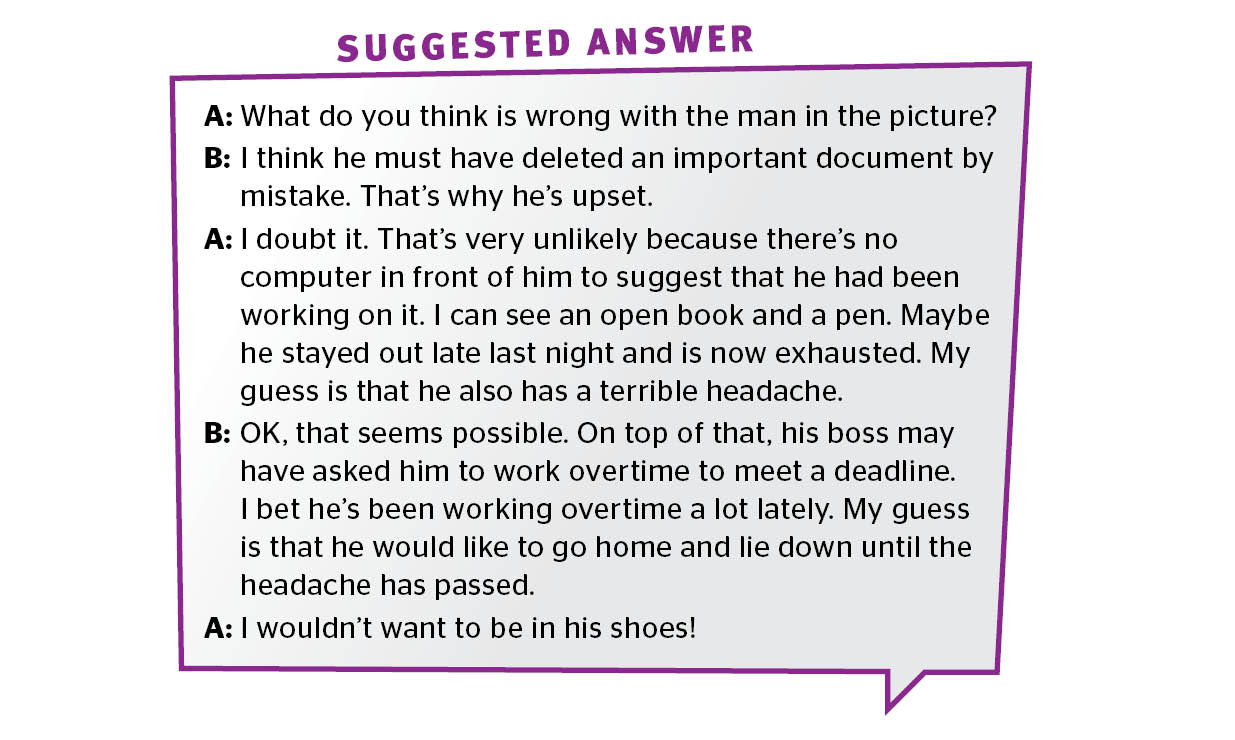 SUGGESTED ANSWER
A: What do you think is wrong with the man in the picture?
B: I think he must have deleted an important document by
mistake. That’s why he’s upset.
A: I doubt it. That’s very unlikely because there’s no
computer in front of him to suggest that he had been
working on it. I can see an open book and a pen. Maybe
he stayed out late last night and is now exhausted. My
guess is that he also has a terrible headache.
B: OK, that seems possible. On top of that, his boss may
have asked him to work overtime to meet a deadline.
I bet he’s been working overtime a lot lately. My guess
is that he would like to go home and lie down until the
headache has passed.
A: I wouldn’t want to be in his shoes!